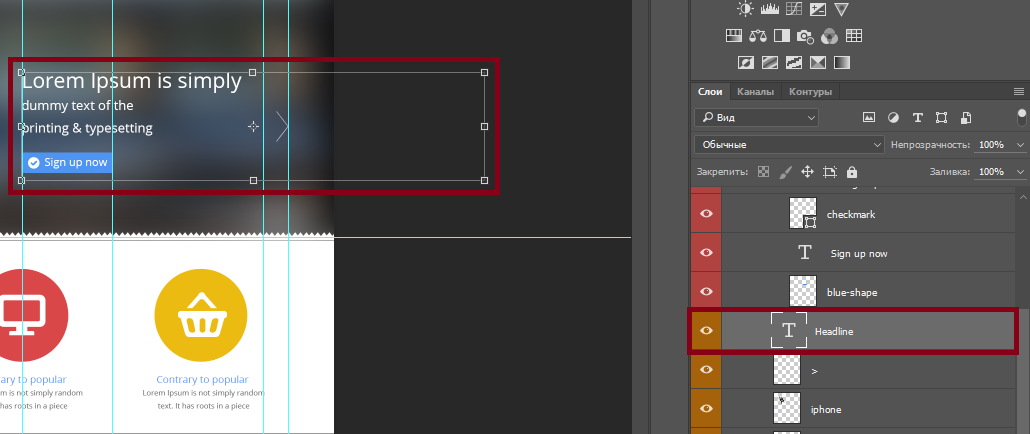 Lorem Ipsum is simply
dummy text of the
printing & typesetting
Sign up now
ary to popular
m is not simply random
has roots in a piece
Contrary to popular
Lorem Ipsum is not simply random
text. It has roots in a piece
Слои Каналы Контуры
Вид
Обычные Непрозрачность: 100%
Закрепить: Заливка: 100%
checkmark
T Sign up now
blue-shape
T Headline
>
iphone